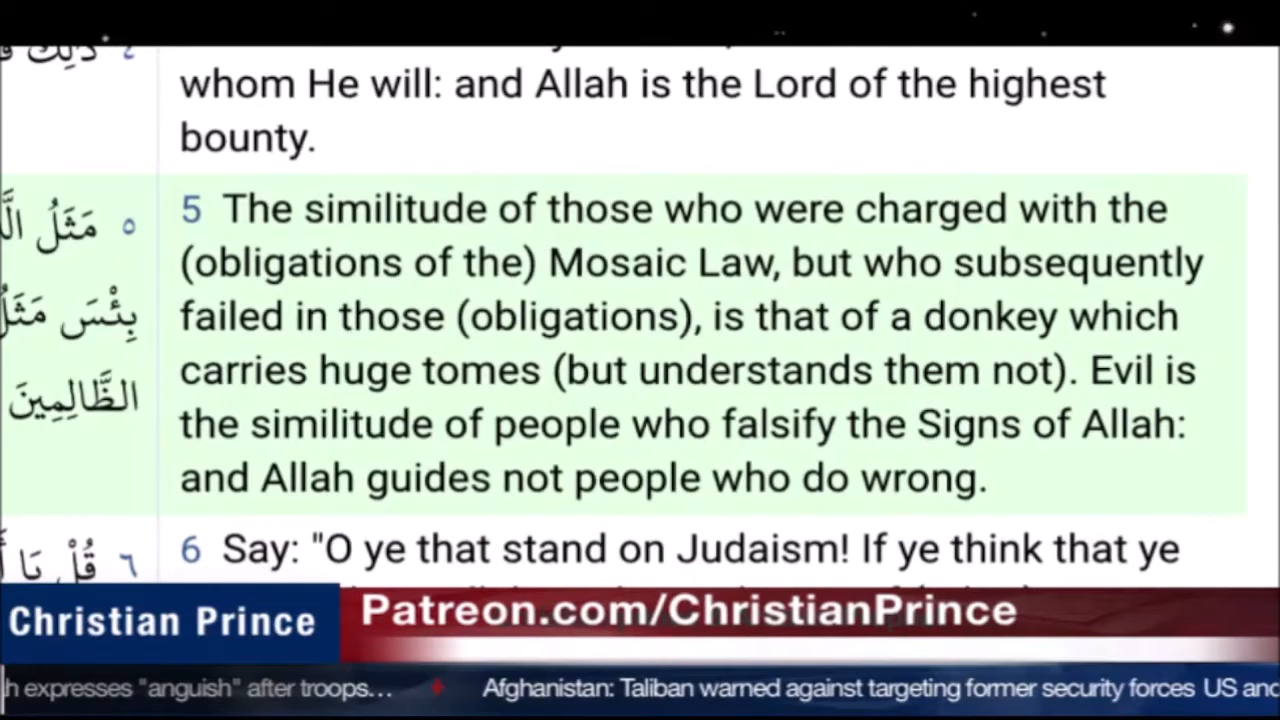 whom He will: and Allah is the Lord of the highest
bounty.
٥ مَثَلُ
5 The similitude of those who were charged with the
(obligations of the) Mosaic Law, but who subsequently
بِئْسَ مَثَلُ
failed in those (obligations), is that of a donkey which
carries huge tomes (but understands them not). Evil is
الظَّالِمِينَ
the similitude of people who falsify the Signs of Allah:
and Allah guides not people who do wrong.
٦ قُلْ يَا
6 Say: "O ye that stand on Judaism! If ye think that ye
Christian Prince
Patreon.com/ChristianPrince
h expresses "anguish" after troops... Afghanistan: Taliban warned against targeting former security forces US and